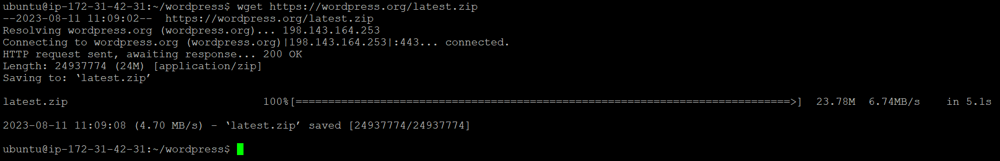 ubuntu@ip-172-31-42-31:~/wordpress$ wget https://wordpress.org/latest.zip
--2023-08-11 11:09:02--  https://wordpress.org/latest.zip
Resolving wordpress.org (wordpress.org)... 198.143.164.253
Connecting to wordpress.org (wordpress.org)|198.143.164.253|:443... connected.
HTTP request sent, awaiting response... 200 OK
Length: 24937774 (24M) [application/zip]
Saving to: ‘latest.zip’
latest.zip                              100%[============================================================================>]  23.78M  6.74MB/s    in 5.1s
2023-08-11 11:09:08 (4.70 MB/s) - ‘latest.zip’ saved [24937774/24937774]
ubuntu@ip-172-31-42-31:~/wordpress$